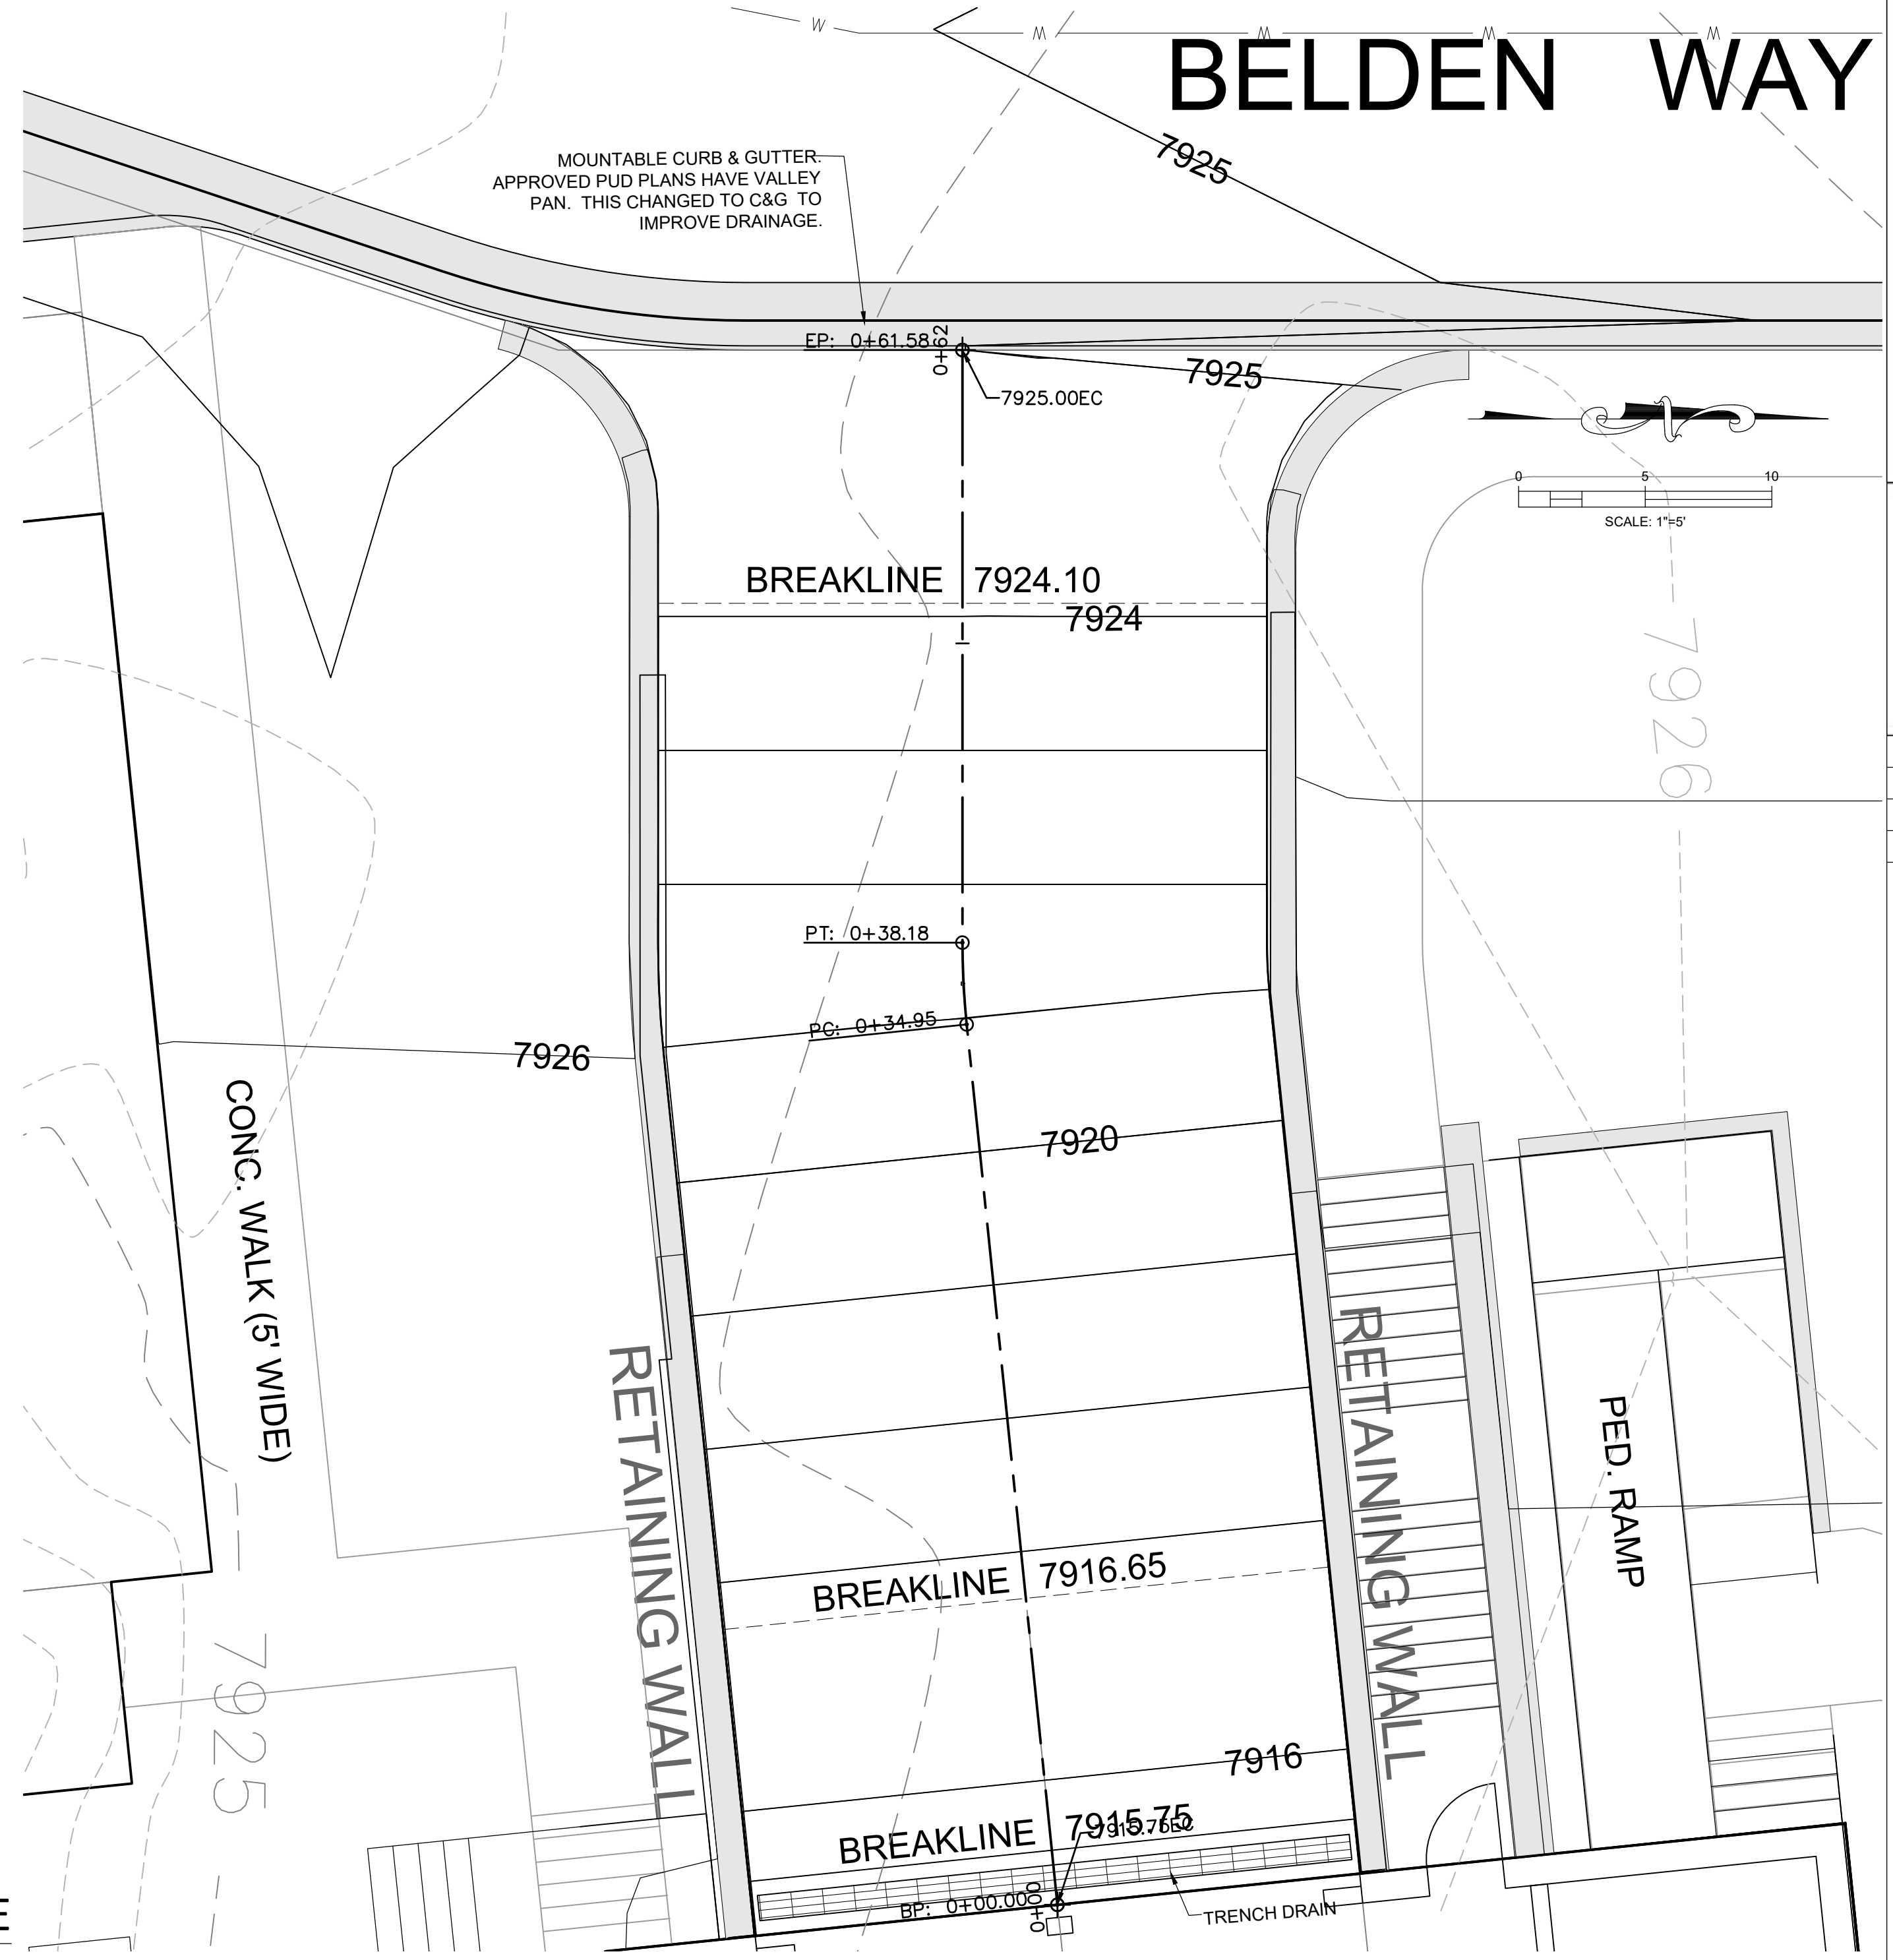 W
W
W
W
W
BELDEN WAY
7925
MOUNTABLE CURB & GUTTER.
APPROVED PUD PLANS HAVE VALLEY
PAN. THIS CHANGED TO C&G TO
IMPROVE DRAINAGE.
EP: 0+61.58
0+62
7925.00EC
7925
N
0 5 10
SCALE: 1"=5'
BREAKLINE 7924.10
7924
7926
PT: 0+38.18
PC: 0+34.95
7926
7920
CONC. WALK (5' WIDE)
RETAINING WALL
RETAINING WALL
PED. RAMP
BREAKLINE 7916.65
7925
7916
BREAKLINE 7915.75
7915.75EC
BP: 0+00.00
0+00
TRENCH DRAIN